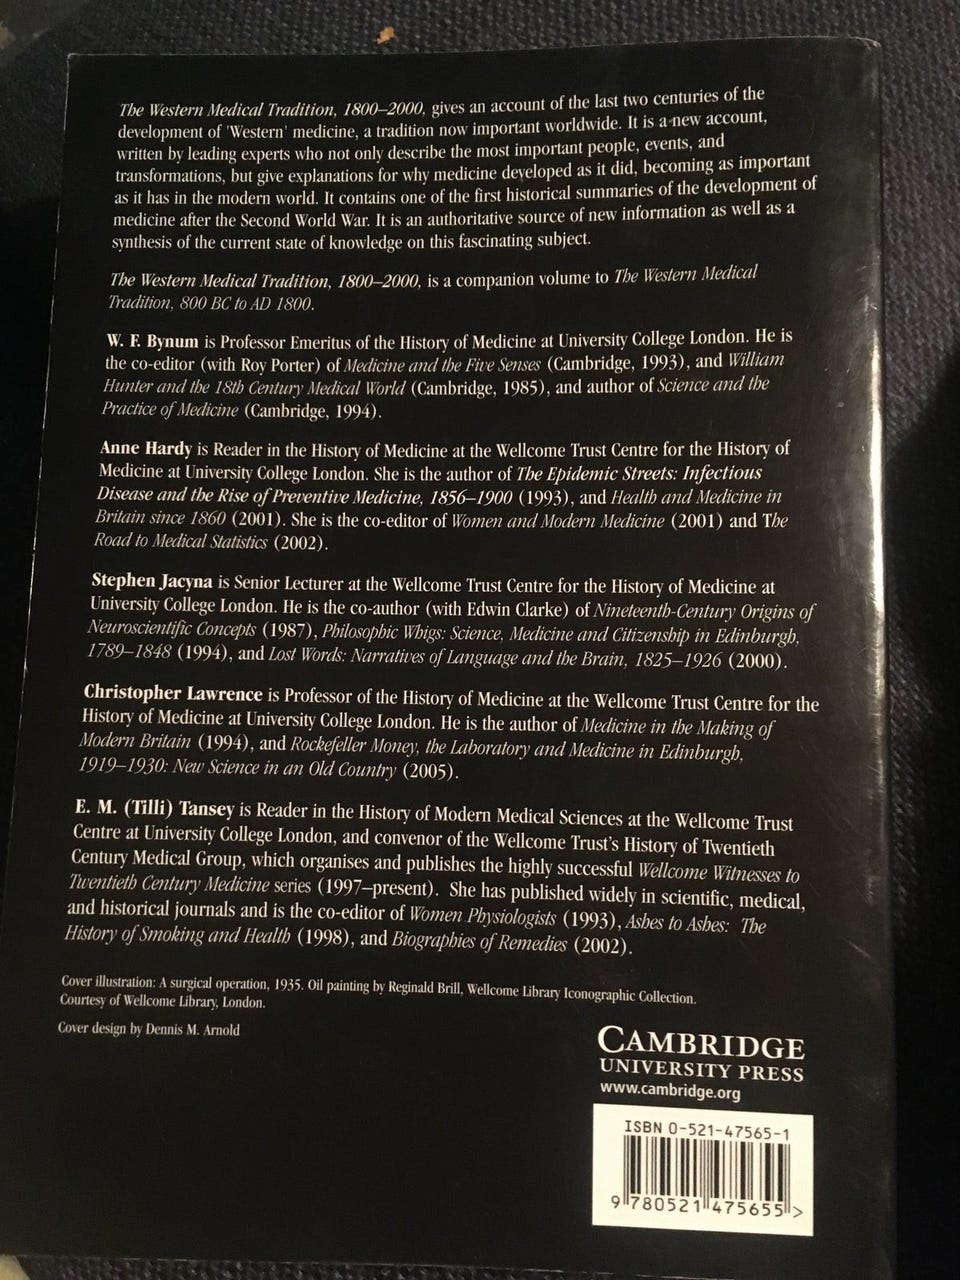 The Western Medical Tradition, 1800–2000, gives an account of the last two centuries of the
development of 'Western' medicine, a tradition now important worldwide. It is a new account,
written by leading experts who not only describe the most important people, events, and
transformations, but give explanations for why medicine developed as it did, becoming as important
as it has in the modern world. It contains one of the first historical summaries of the development of
medicine after the Second World War. It is an authoritative source of new information as well as a
synthesis of the current state of knowledge on this fascinating subject.
The Western Medical Tradition, 1800–2000, is a companion volume to The Western Medical
Tradition, 800 BC to AD 1800.
W. F. Bynum is Professor Emeritus of the History of Medicine at University College London. He is
the co-editor (with Roy Porter) of Medicine and the Five Senses (Cambridge, 1993), and William
Hunter and the 18th Century Medical World (Cambridge, 1985), and author of Science and the
Practice of Medicine (Cambridge, 1994).
Anne Hardy is Reader in the History of Medicine at the Wellcome Trust Centre for the History of
Medicine at University College London. She is the author of The Epidemic Streets: Infectious
Disease and the Rise of Preventive Medicine, 1856–1900 (1993), and Health and Medicine in
Britain since 1860 (2001). She is the co-editor of Women and Modern Medicine (2001) and The
Road to Medical Statistics (2002).
Stephen Jacyna is Senior Lecturer at the Wellcome Trust Centre for the History of Medicine at
University College London. He is the co-author (with Edwin Clarke) of Nineteenth-Century Origins of
Neuroscientific Concepts (1987), Philosophic Whigs: Science, Medicine and Citizenship in Edinburgh,
1789–1848 (1994), and Lost Words: Narratives of Language and the Brain, 1825–1926 (2000).
Christopher Lawrence is Professor of the History of Medicine at the Wellcome Trust Centre for the
History of Medicine at University College London. He is the author of Medicine in the Making of
Modern Britain (1994), and Rockefeller Money, the Laboratory and Medicine in Edinburgh,
1919–1930: New Science in an Old Country (2005).
E. M. (Tilli) Tansey is Reader in the History of Modern Medical Sciences at the Wellcome Trust
Centre at University College London, and convenor of the Wellcome Trust's History of Twentieth
Century Medical Group, which organises and publishes the highly successful Wellcome Witnesses to
Twentieth Century Medicine series (1997–present). She has published widely in scientific, medical,
and historical journals and is the co-editor of Women Physiologists (1993), Ashes to Ashes: The
History of Smoking and Health (1998), and Biographies of Remedies (2002).
Cover illustration: A surgical operation, 1935. Oil painting by Reginald Brill, Wellcome Library Iconographic Collection.
Courtesy of Wellcome Library, London.
Cover design by Dennis M. Arnold
CAMBRIDGE
UNIVERSITY PRESS
www.cambridge.org
ISBN 0-521-47565-1
9 780521 475655 >